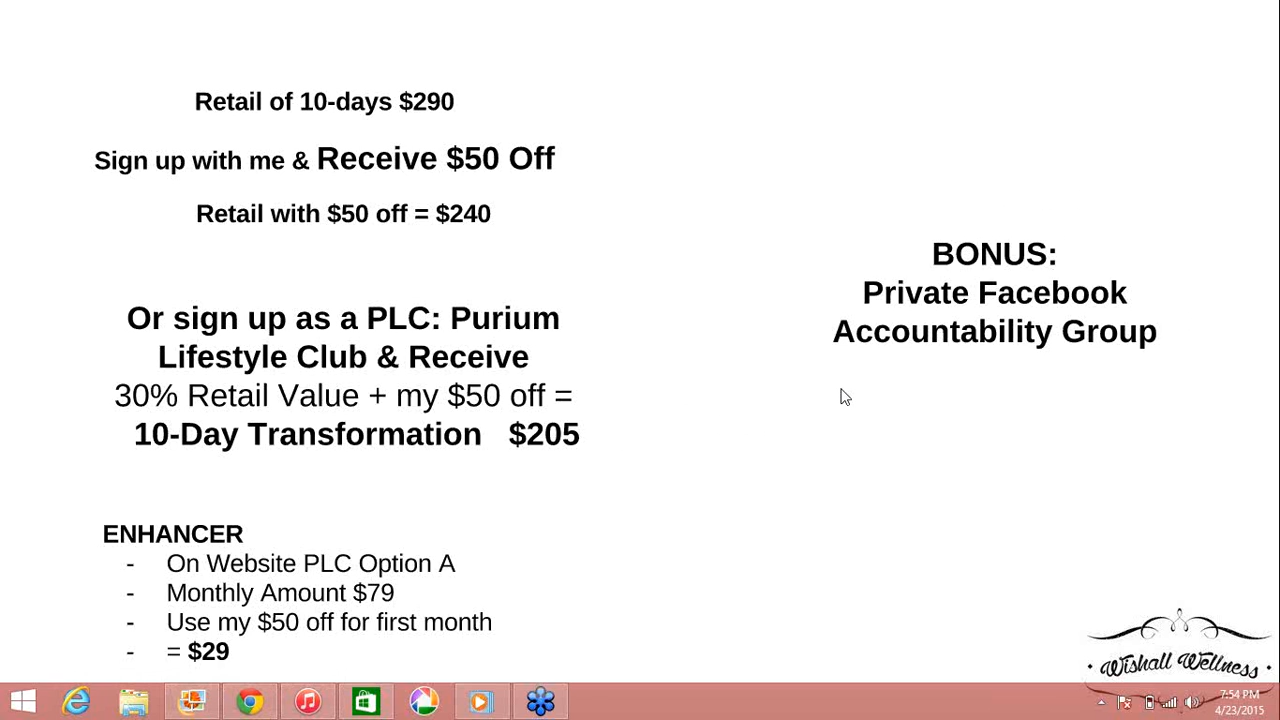 Retail of 10-days $290
Sign up with me & Receive $50 Off
Retail with $50 off = $240
Or sign up as a PLC: Purium
Lifestyle Club & Receive
30% Retail Value + my $50 off =
10-Day Transformation $205
ENHANCER
- On Website PLC Option A
- Monthly Amount $79
- Use my $50 off for first month
- = $29
BONUS:
Private Facebook
Accountability Group
Wishall Wellness
7:54 PM
4/23/2015